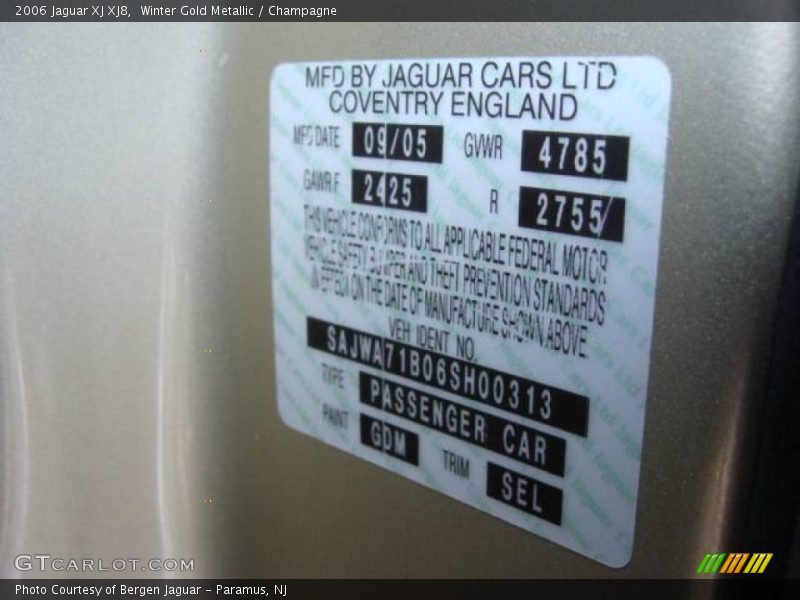 2006 Jaguar XJ XJ8,  Winter Gold Metallic / Champagne
MFD BY JAGUAR CARS LTD
COVENTRY ENGLAND
MFD DATE 09/05 GVWR 4785
GAWR F 2425 R 2755
THIS VEHICLE CONFORMS TO ALL APPLICABLE FEDERAL MOTOR
VEHICLE SAFETY BUMPER AND THEFT PREVENTION STANDARDS
IN EFFECT ON THE DATE OF MANUFACTURE SHOWN ABOVE.
VEH IDENT NO.
SAJWA71B06SH00313
TYPE PASSENGER CAR
PAINT GDM TRIM SEL
GTCARLOT.COM
Photo Courtesy of Bergen Jaguar - Paramus, NJ